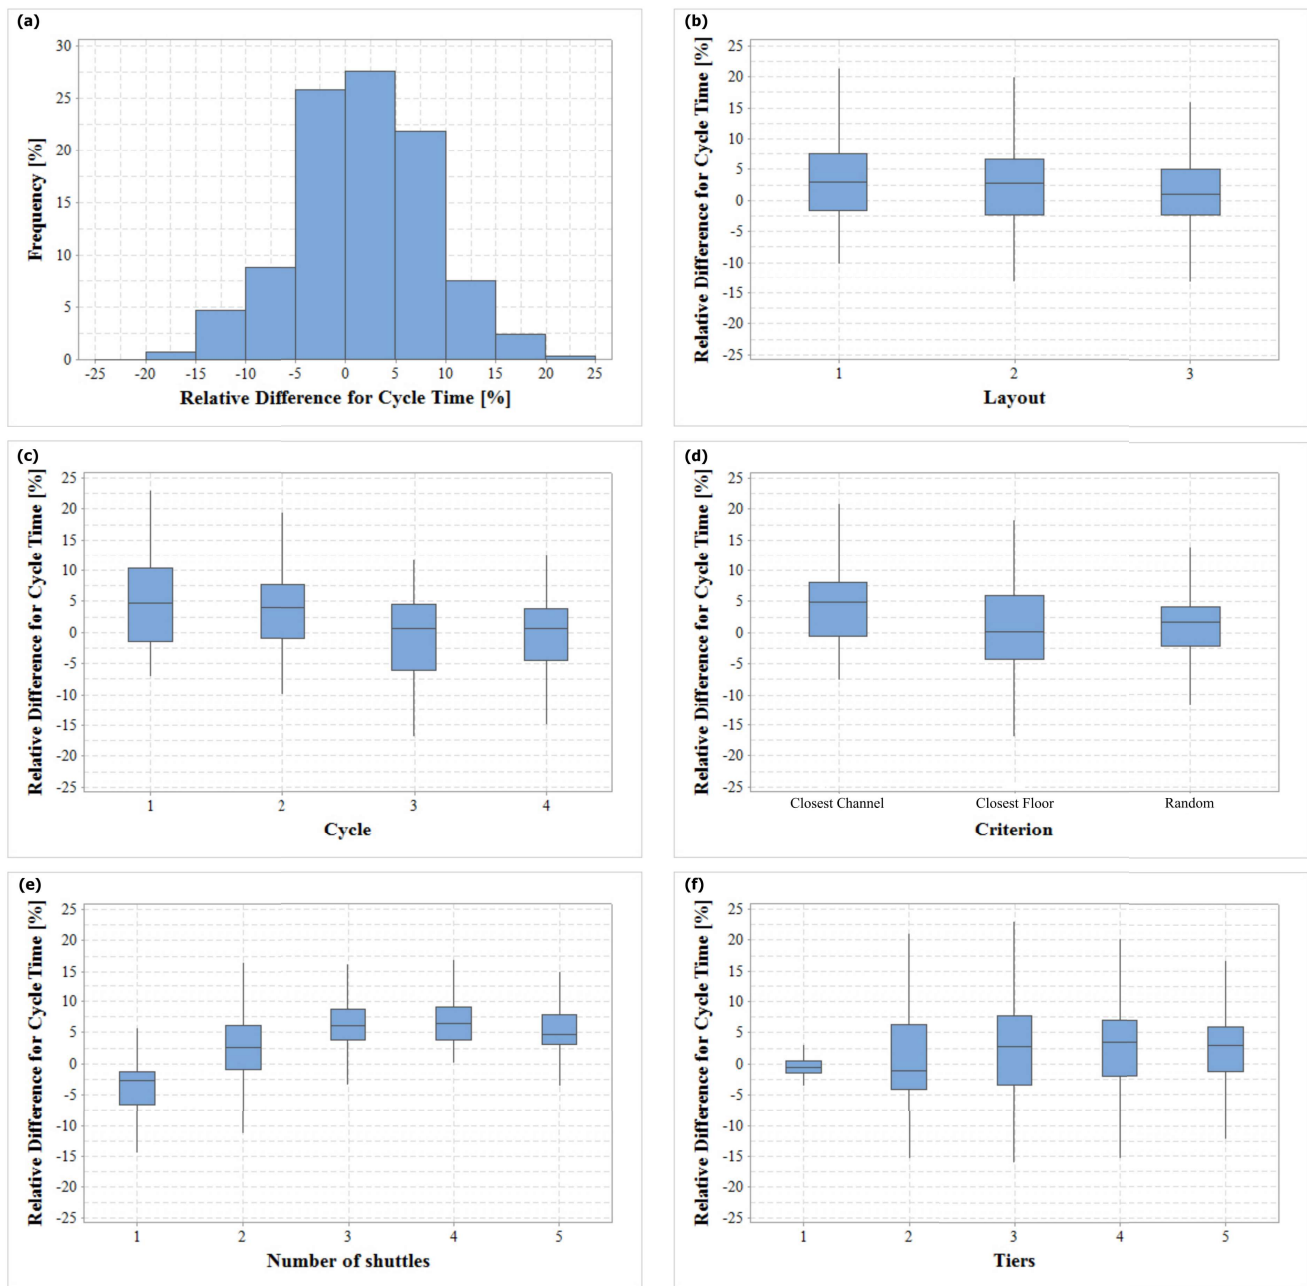 (a)
Frequency [%]
30
25
20
15
10
5
0
-25 -20 -15 -10 -5 0 5 10 15 20 25
Relative Difference for Cycle Time [%]
(b)
Relative Difference for Cycle Time [%]
25
20
15
10
5
0
-5
-10
-15
-20
-25
1 2 3
Layout
(c)
Relative Difference for Cycle Time [%]
25
20
15
10
5
0
-5
-10
-15
-20
-25
1 2 3 4
Cycle
(d)
Relative Difference for Cycle Time [%]
25
20
15
10
5
0
-5
-10
-15
-20
-25
Closest Channel Closest Floor Random
Criterion
(e)
Relative Difference for Cycle Time [%]
25
20
15
10
5
0
-5
-10
-15
-20
-25
1 2 3 4 5
Number of shuttles
(f)
Relative Difference for Cycle Time [%]
25
20
15
10
5
0
-5
-10
-15
-20
-25
1 2 3 4 5
Tiers